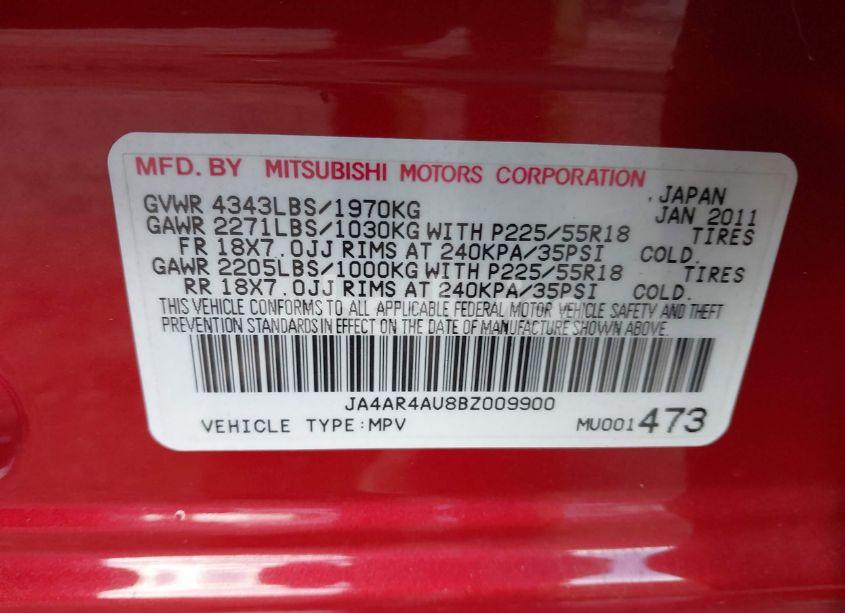 MFD. BY MITSUBISHI MOTORS CORPORATION, JAPAN
GVWR 4343LBS/1970KG JAN 2011
GAWR 2271LBS/1030KG WITH P225/55R18 TIRES
FR 18X7.0JJ RIMS AT 240KPA/35PSI COLD.
GAWR 2205LBS/1000KG WITH P225/55R18 TIRES
RR 18X7.0JJ RIMS AT 240KPA/35PSI COLD.
THIS VEHICLE CONFORMS TO ALL APPLICABLE FEDERAL MOTOR VEHICLE SAFETY AND THEFT
PREVENTION STANDARDS IN EFFECT ON THE DATE OF MANUFACTURE SHOWN ABOVE.
JA4AR4AU8BZ009900
VEHICLE TYPE:MPV MU001473